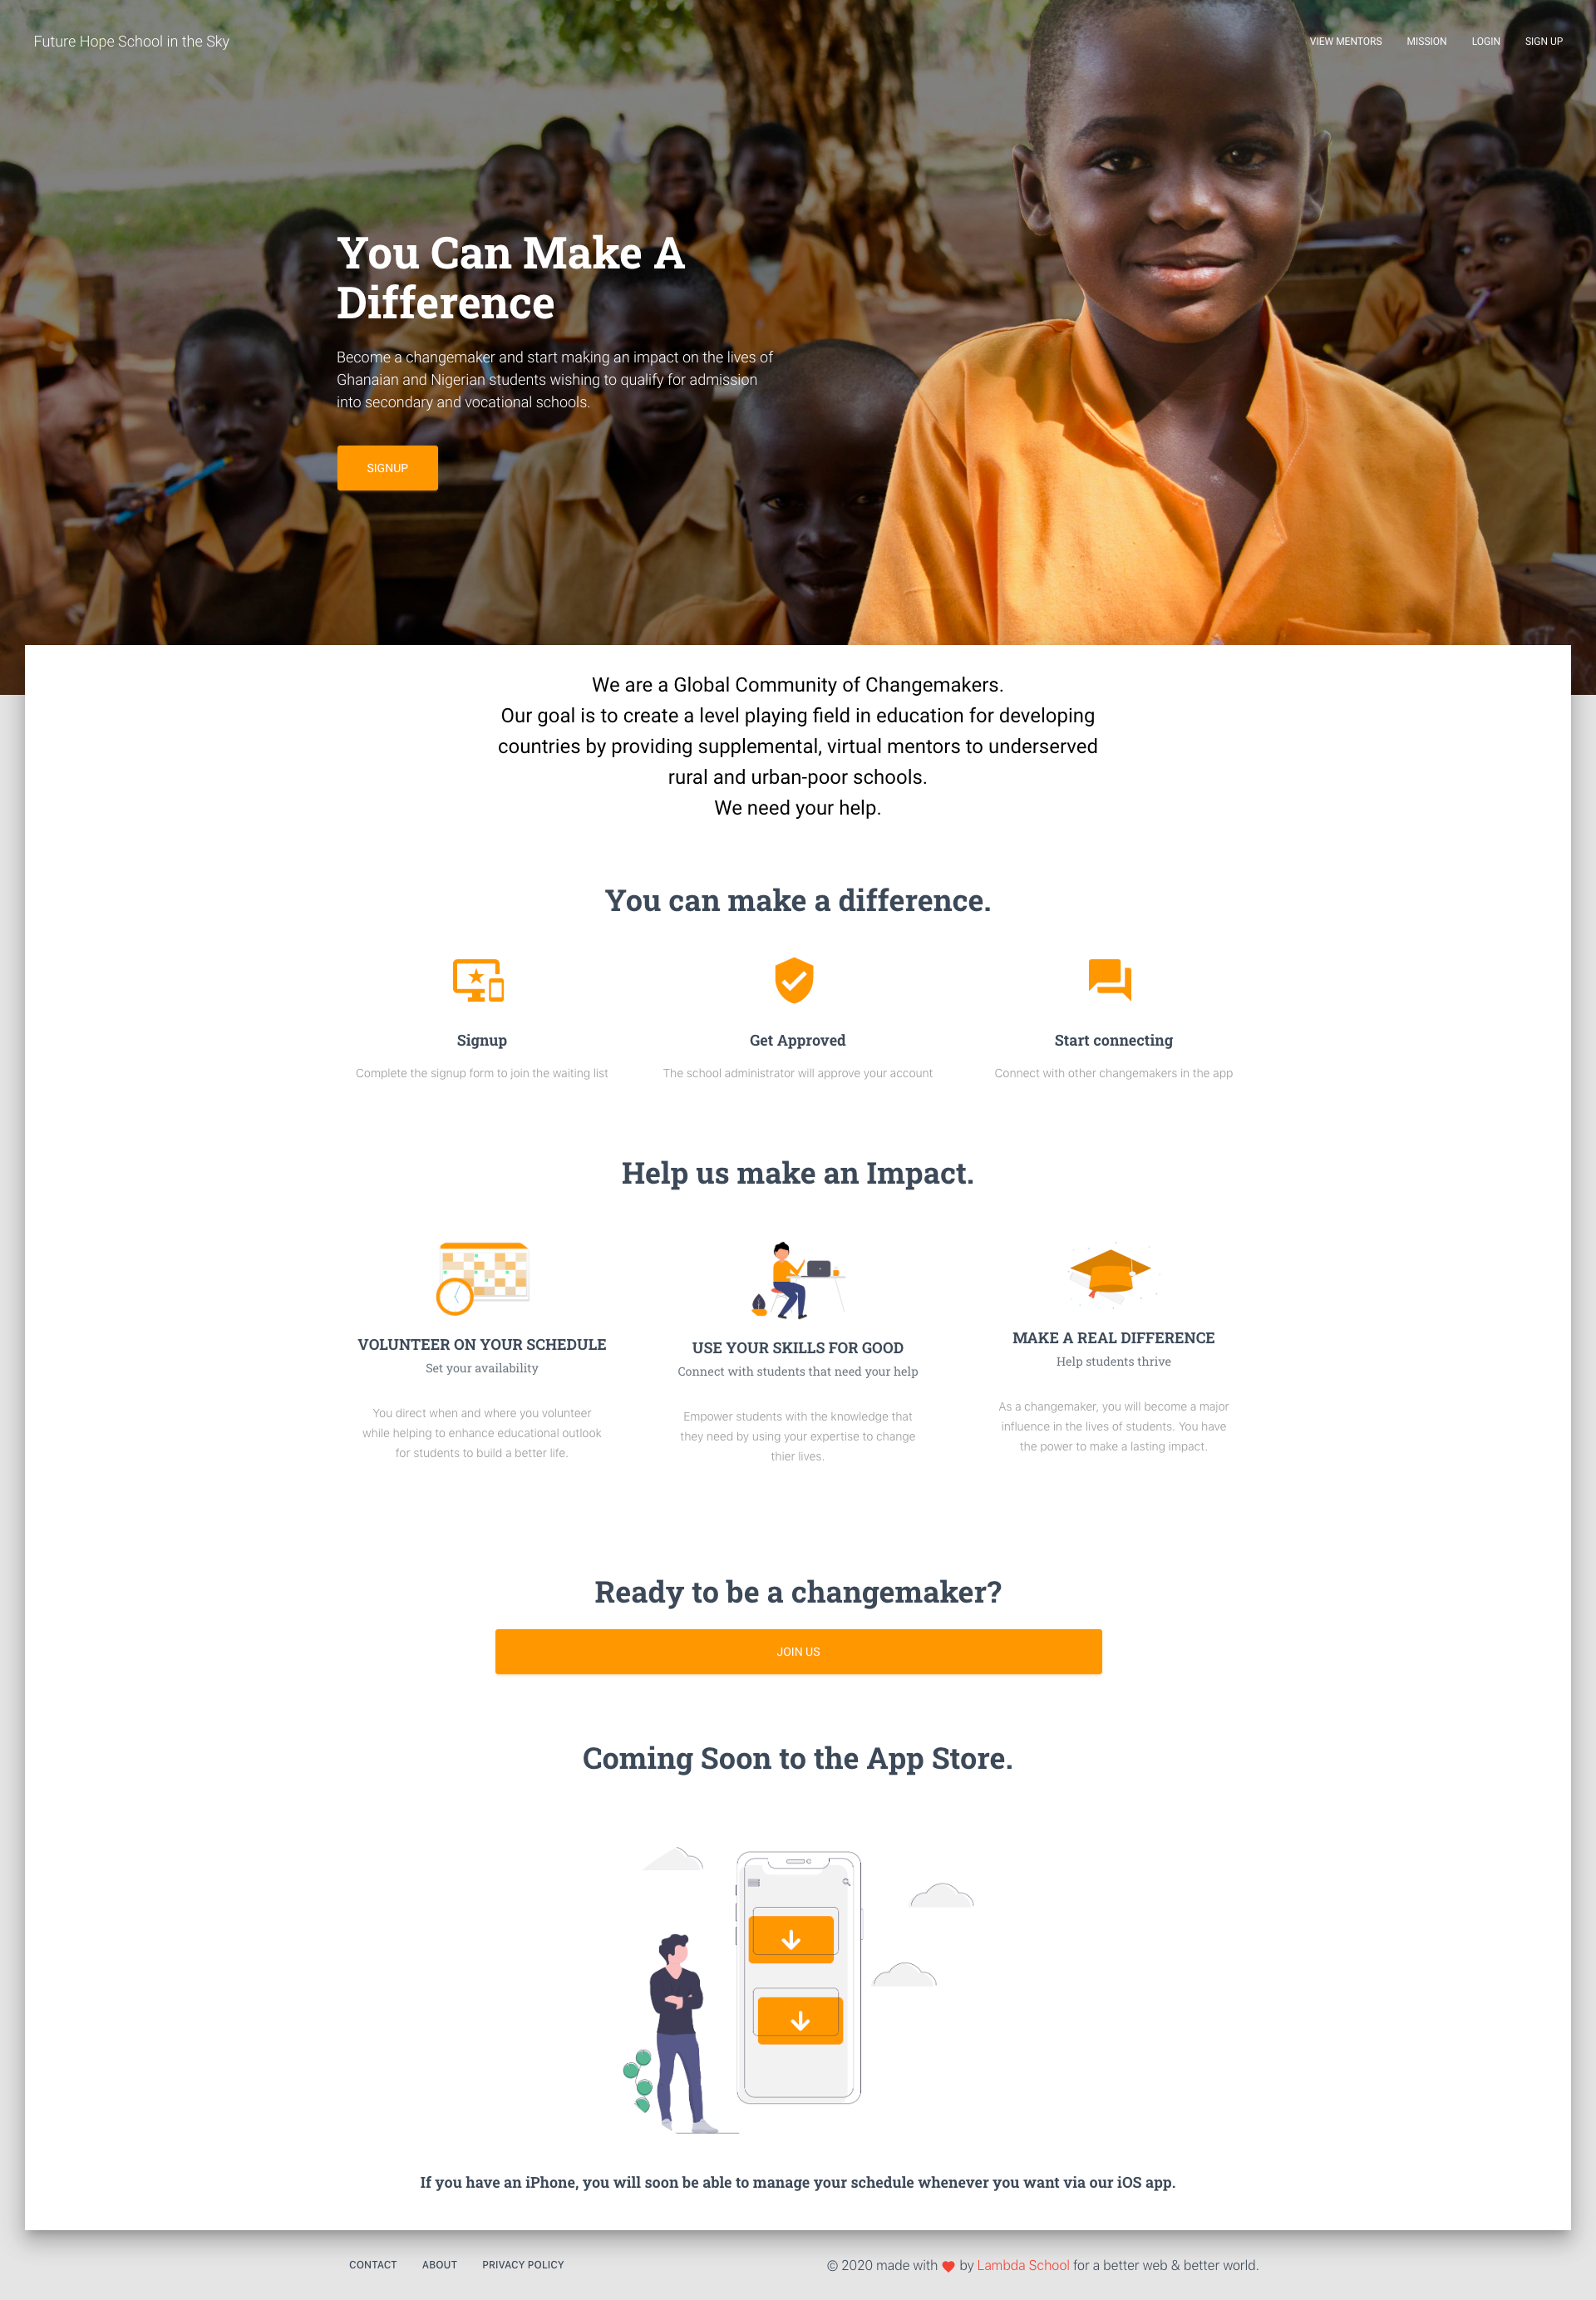 Future Hope School in the Sky
VIEW MENTORS
MISSION
LOGIN
SIGN UP
You Can Make A
Difference
Become a changemaker and start making an impact on the lives of
Ghanaian and Nigerian students wishing to qualify for admission
into secondary and vocational schools.
SIGNUP
We are a Global Community of Changemakers.
Our goal is to create a level playing field in education for developing
countries by providing supplemental, virtual mentors to underserved
rural and urban-poor schools.
We need your help.
You can make a difference.
Signup
Complete the signup form to join the waiting list
Get Approved
The school administrator will approve your account
Start connecting
Connect with other changemakers in the app
Help us make an Impact.
VOLUNTEER ON YOUR SCHEDULE
Set your availability
You direct when and where you volunteer
while helping to enhance educational outlook
for students to build a better life.
USE YOUR SKILLS FOR GOOD
Connect with students that need your help
Empower students with the knowledge that
they need by using your expertise to change
thier lives.
MAKE A REAL DIFFERENCE
Help students thrive
As a changemaker, you will become a major
influence in the lives of students. You have
the power to make a lasting impact.
Ready to be a changemaker?
JOIN US
Coming Soon to the App Store.
If you have an iPhone, you will soon be able to manage your schedule whenever you want via our iOS app.
CONTACT
ABOUT
PRIVACY POLICY
© 2020 made with by Lambda School for a better web & better world.